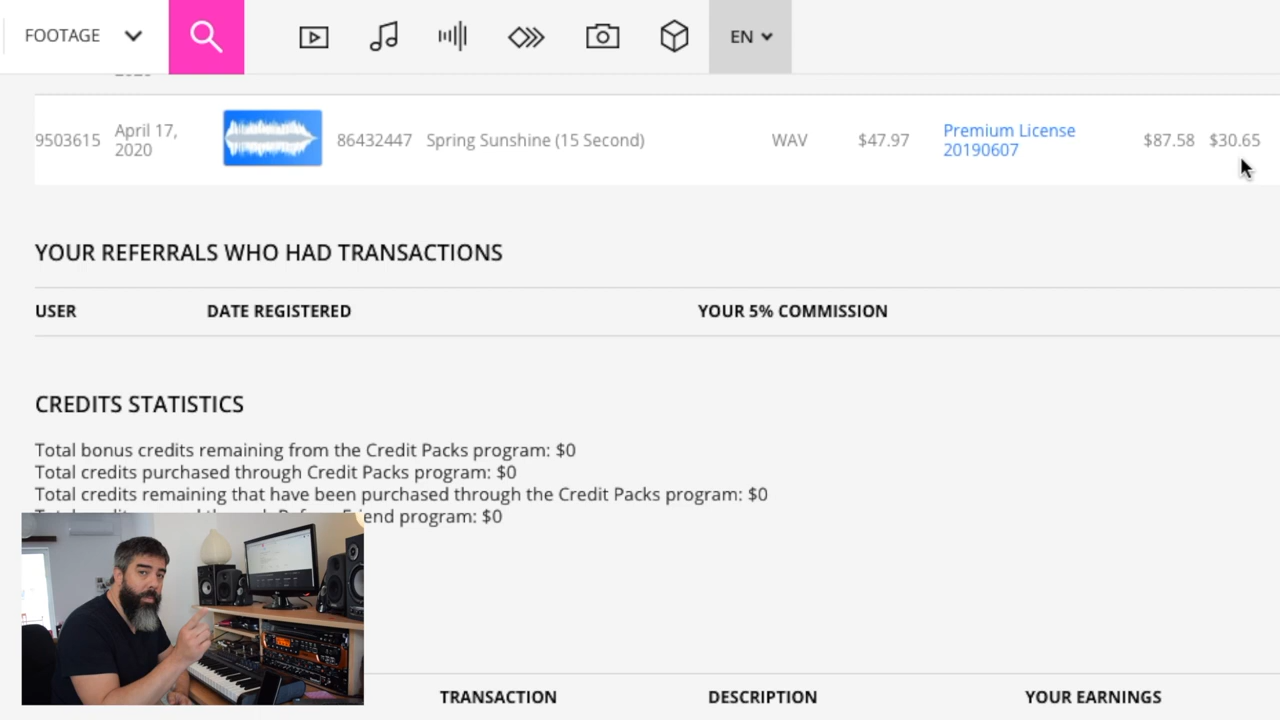 FOOTAGE
EN
9503615 April 17, 2020 86432447 Spring Sunshine (15 Second) WAV $47.97 Premium License 20190607 $87.58 $30.65
YOUR REFERRALS WHO HAD TRANSACTIONS
USER DATE REGISTERED YOUR 5% COMMISSION
CREDITS STATISTICS
Total bonus credits remaining from the Credit Packs program: $0
Total credits purchased through Credit Packs program: $0
Total credits remaining that have been purchased through the Credit Packs program: $0
end program: $0
TRANSACTION DESCRIPTION YOUR EARNINGS